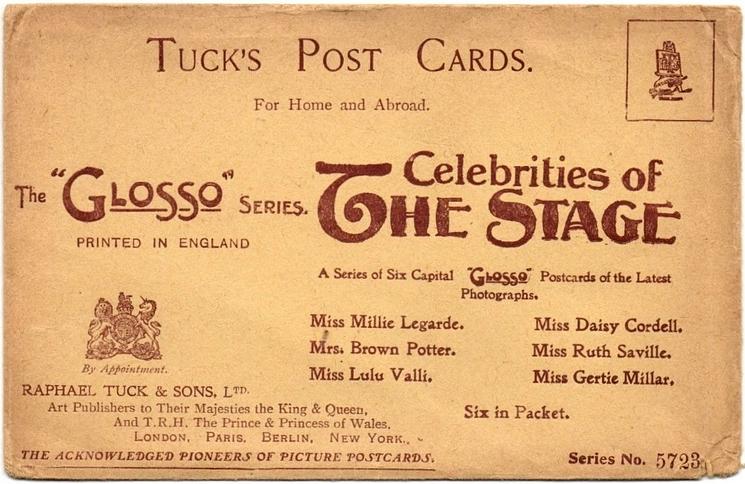 TUCK'S POST CARDS.
For Home and Abroad.
The "GLOSSO" SERIES.
PRINTED IN ENGLAND
Celebrities of
THE STAGE
A Series of Six Capital "GLOSSO" Postcards of the Latest
Photographs.
Miss Millie Legarde. Miss Daisy Cordell.
Mrs. Brown Potter. Miss Ruth Saville.
Miss Lulu Valli. Miss Gertie Millar.
Six in Packet.
By Appointment.
RAPHAEL TUCK & SONS, LTD.
Art Publishers to Their Majesties the King & Queen,
And T.R.H. The Prince & Princess of Wales.
LONDON, PARIS, BERLIN, NEW YORK.
THE ACKNOWLEDGED PIONEERS OF PICTURE POSTCARDS.
Series No. 5723